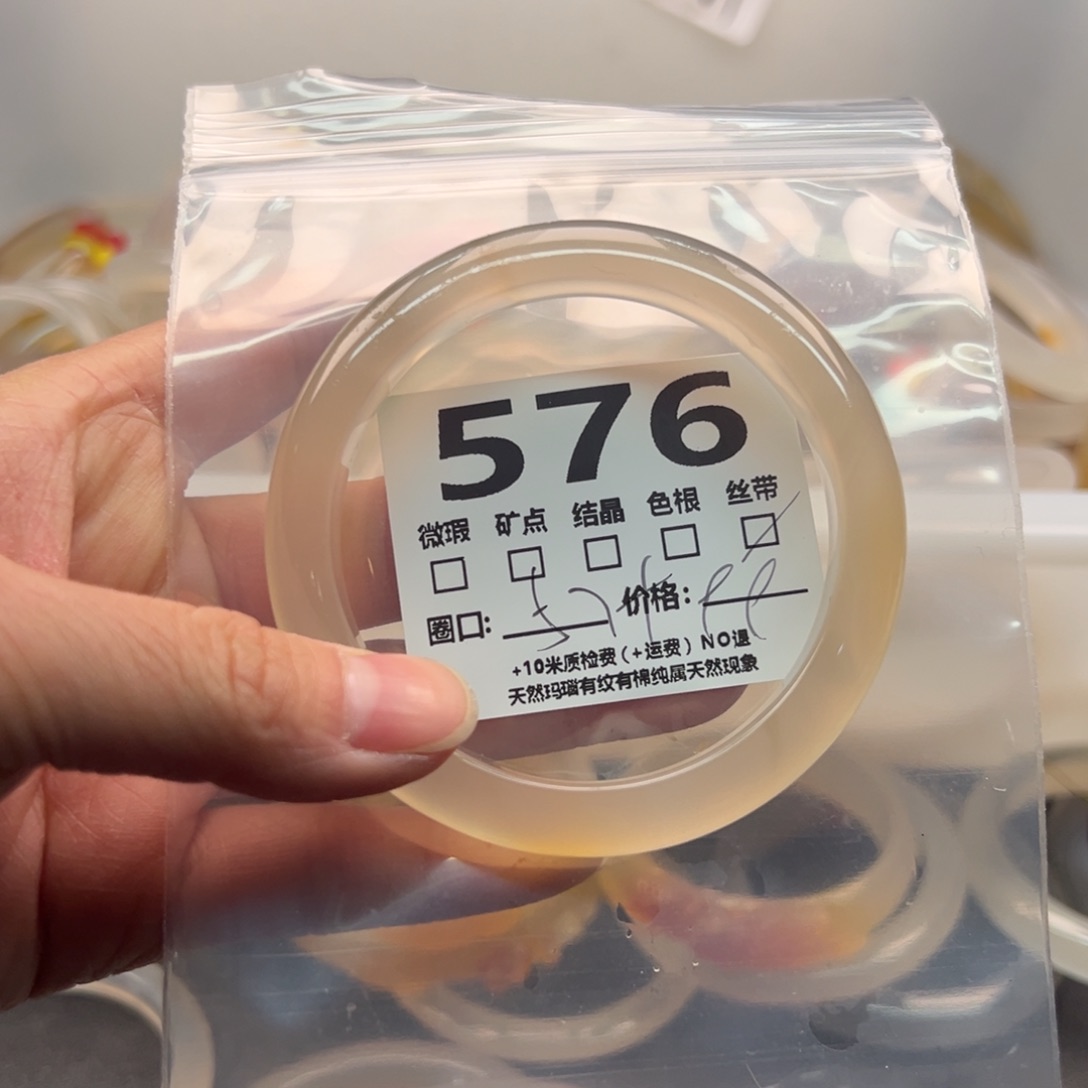 576
微瑕 矿点 结晶 色根 丝带
圈口: 价格:
+10米质检费(+运费)NO退
天然玛瑙有纹有棉纯属天然现象